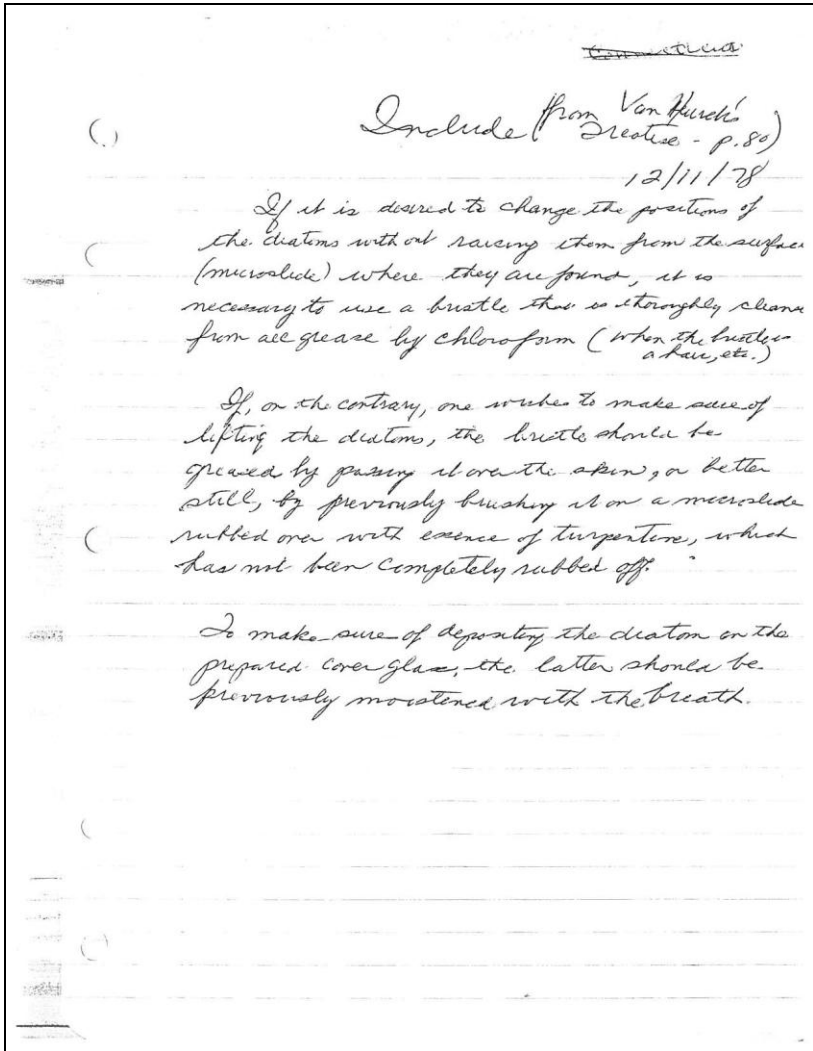 Include (from Van Hurck's
Treatise - p. 80)
12/11/78
If it is desired to change the positions of
the diatoms without raising them from the surface
(microslide) where they are found, it is
necessary to use a bristle that is thoroughly cleane
from all grease by chloroform (when the bristle is
a hair, etc.)
If, on the contrary, one wishes to make sure of
lifting the diatoms, the bristle should be
greased by passing it over the skin, or better
still, by previously brushing it on a microslide
rubbed over with essence of turpentine, which
has not been completely rubbed off.
To make sure of depositing the diatom on the
prepared cover glass, the latter should be
previously moistened with the breath.